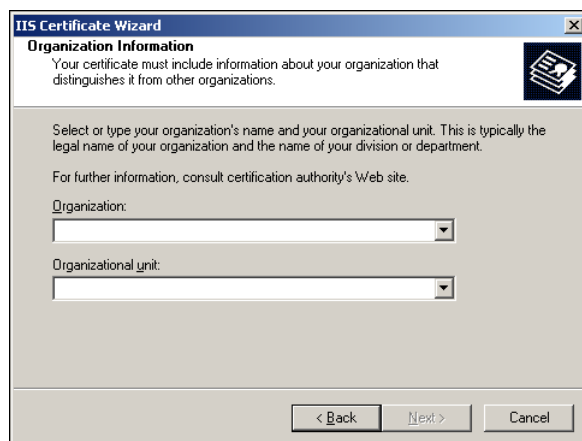 IIS Certificate Wizard
Organization Information
Your certificate must include information about your organization that
distinguishes it from other organizations.
Select or type your organization's name and your organizational unit. This is typically the
legal name of your organization and the name of your division or department.
For further information, consult certification authority's Web site.
Organization:
Organizational unit:
< Back
Next >
Cancel